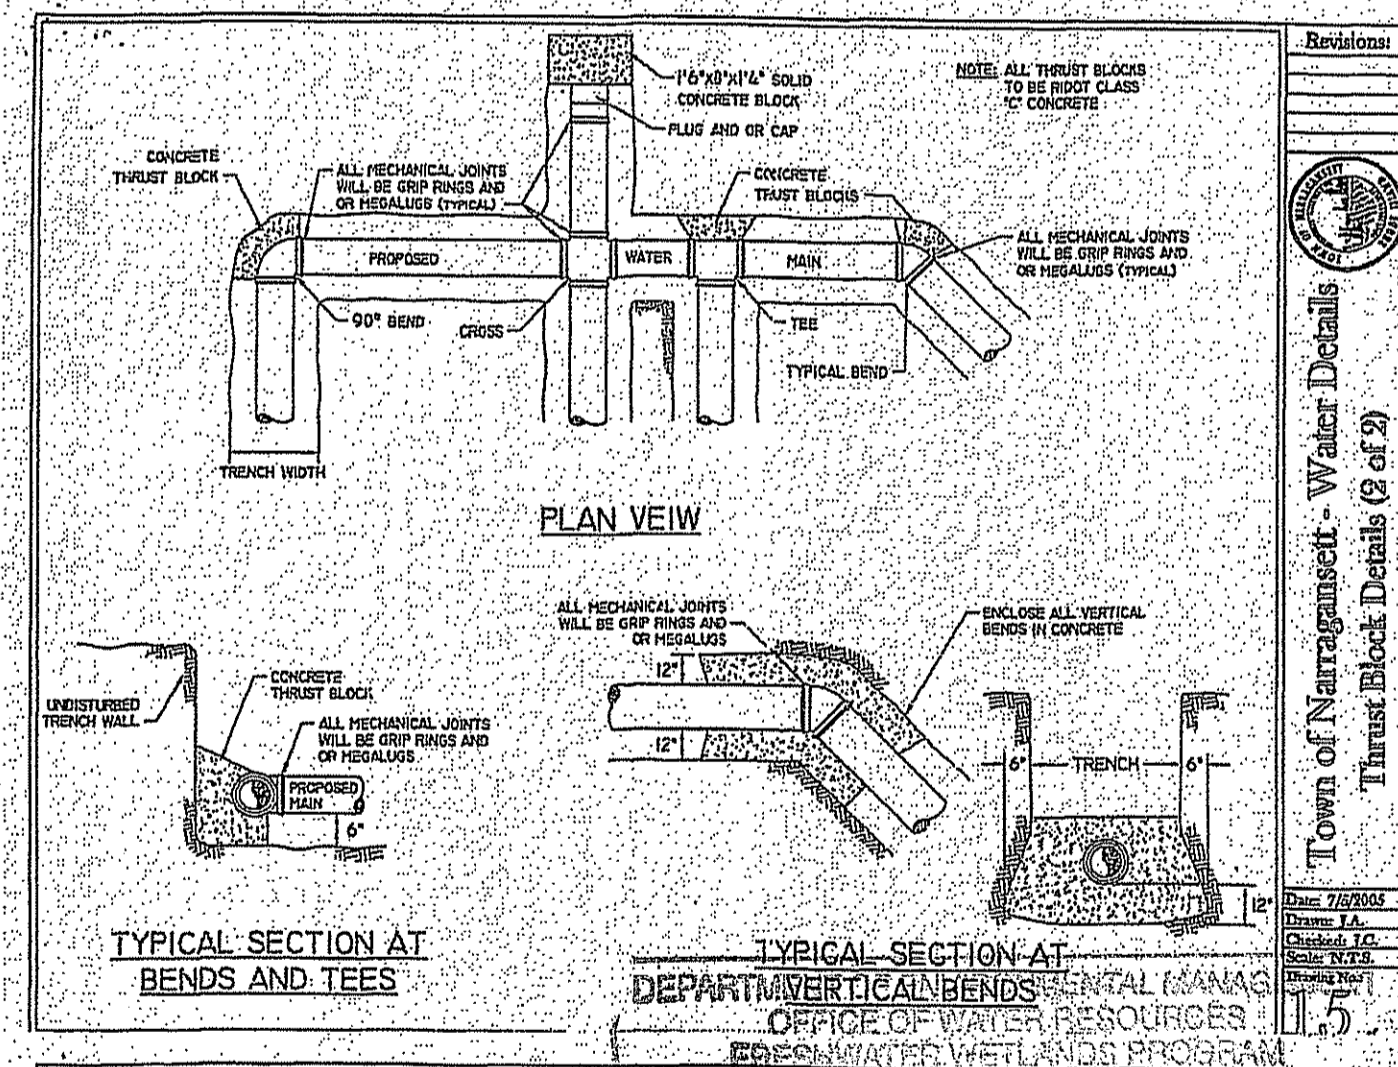 1'6"x8"x1'4" SOLID
CONCRETE BLOCK
PLUG AND OR CAP
NOTE: ALL THRUST BLOCKS
TO BE RIDOT CLASS
"C" CONCRETE
CONCRETE
THRUST BLOCK
ALL MECHANICAL JOINTS
WILL BE GRIP RINGS AND
OR MEGALUGS (TYPICAL)
CONCRETE
TRUST BLOCKS
ALL MECHANICAL JOINTS
WILL BE GRIP RINGS AND
OR MEGALUGS (TYPICAL)
PROPOSED
WATER
MAIN
90° BEND
CROSS
TEE
TYPICAL BEND
TRENCH WIDTH
PLAN VEIW
UNDISTURBED
TRENCH WALL
CONCRETE
THRUST BLOCK
ALL MECHANICAL JOINTS
WILL BE GRIP RINGS AND
OR MEGALUGS
PROPOSED
MAIN
6"
TYPICAL SECTION AT
BENDS AND TEES
ALL MECHANICAL JOINTS
WILL BE GRIP RINGS AND
OR MEGALUGS
12"
12"
ENCLOSE ALL VERTICAL
BENDS IN CONCRETE
6"
TRENCH
6"
12"
TYPICAL SECTION AT
VERTICAL BENDS
OFFICE OF WATER RESOURCES
FRESHWATER WETLANDS PROGRAM
Revisions:
Town of Narragansett - Water Details
Thrust Block Details (2 of 2)
Date: 7/5/2005
Drawn: J.A.
Checked: J.C.
Scale: N.T.S.
Drawing No.:
1.5